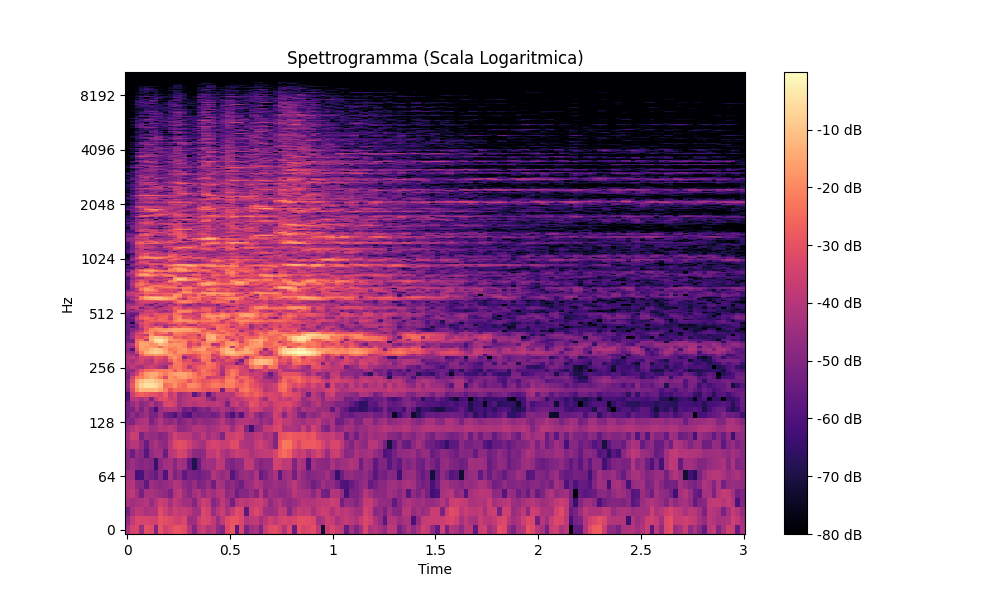 Spettrogramma (Scala Logaritmica)
8192
4096
2048
1024
512
256
128
64
0
Hz
0
0.5
1
1.5
2
2.5
3
Time
-10 dB
-20 dB
-30 dB
-40 dB
-50 dB
-60 dB
-70 dB
-80 dB